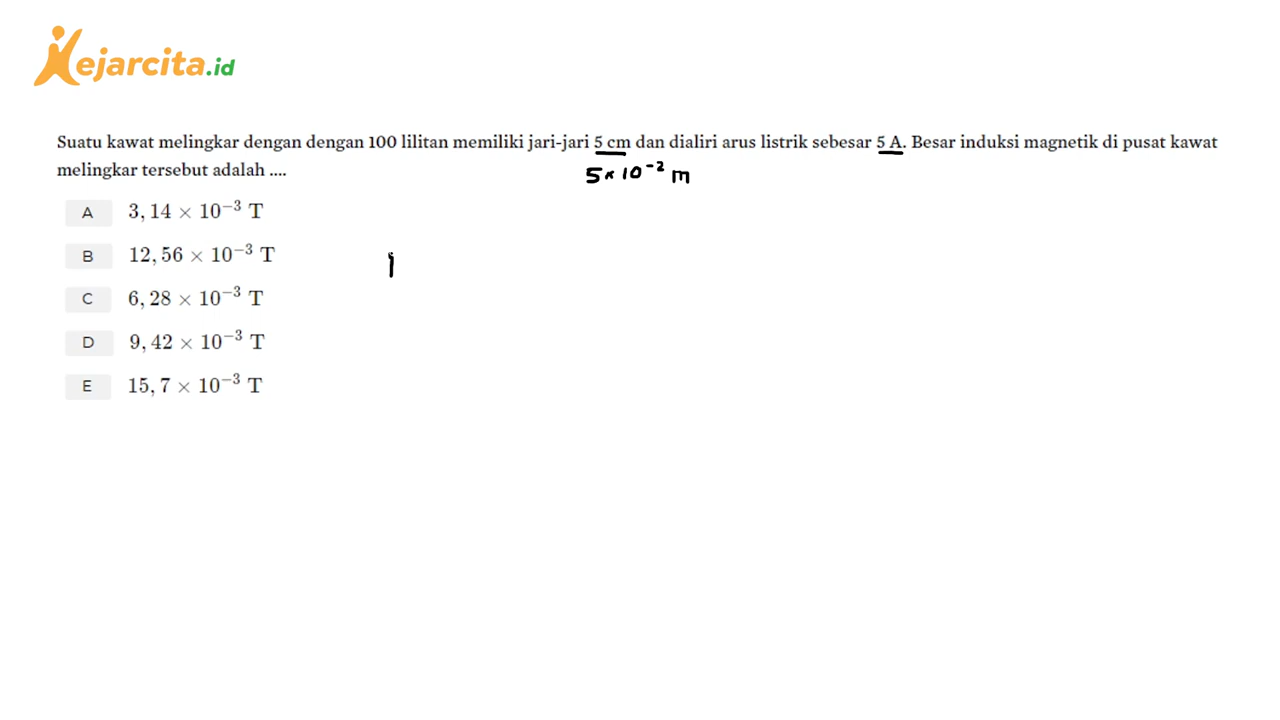 Kejarcita.id
Suatu kawat melingkar dengan dengan 100 lilitan memiliki jari-jari 5 cm dan dialiri arus listrik sebesar 5 A. Besar induksi magnetik di pusat kawat
melingkar tersebut adalah ....
5 × 10⁻² m
A 3,14 × 10⁻³ T
B 12,56 × 10⁻³ T
C 6,28 × 10⁻³ T
D 9,42 × 10⁻³ T
E 15,7 × 10⁻³ T